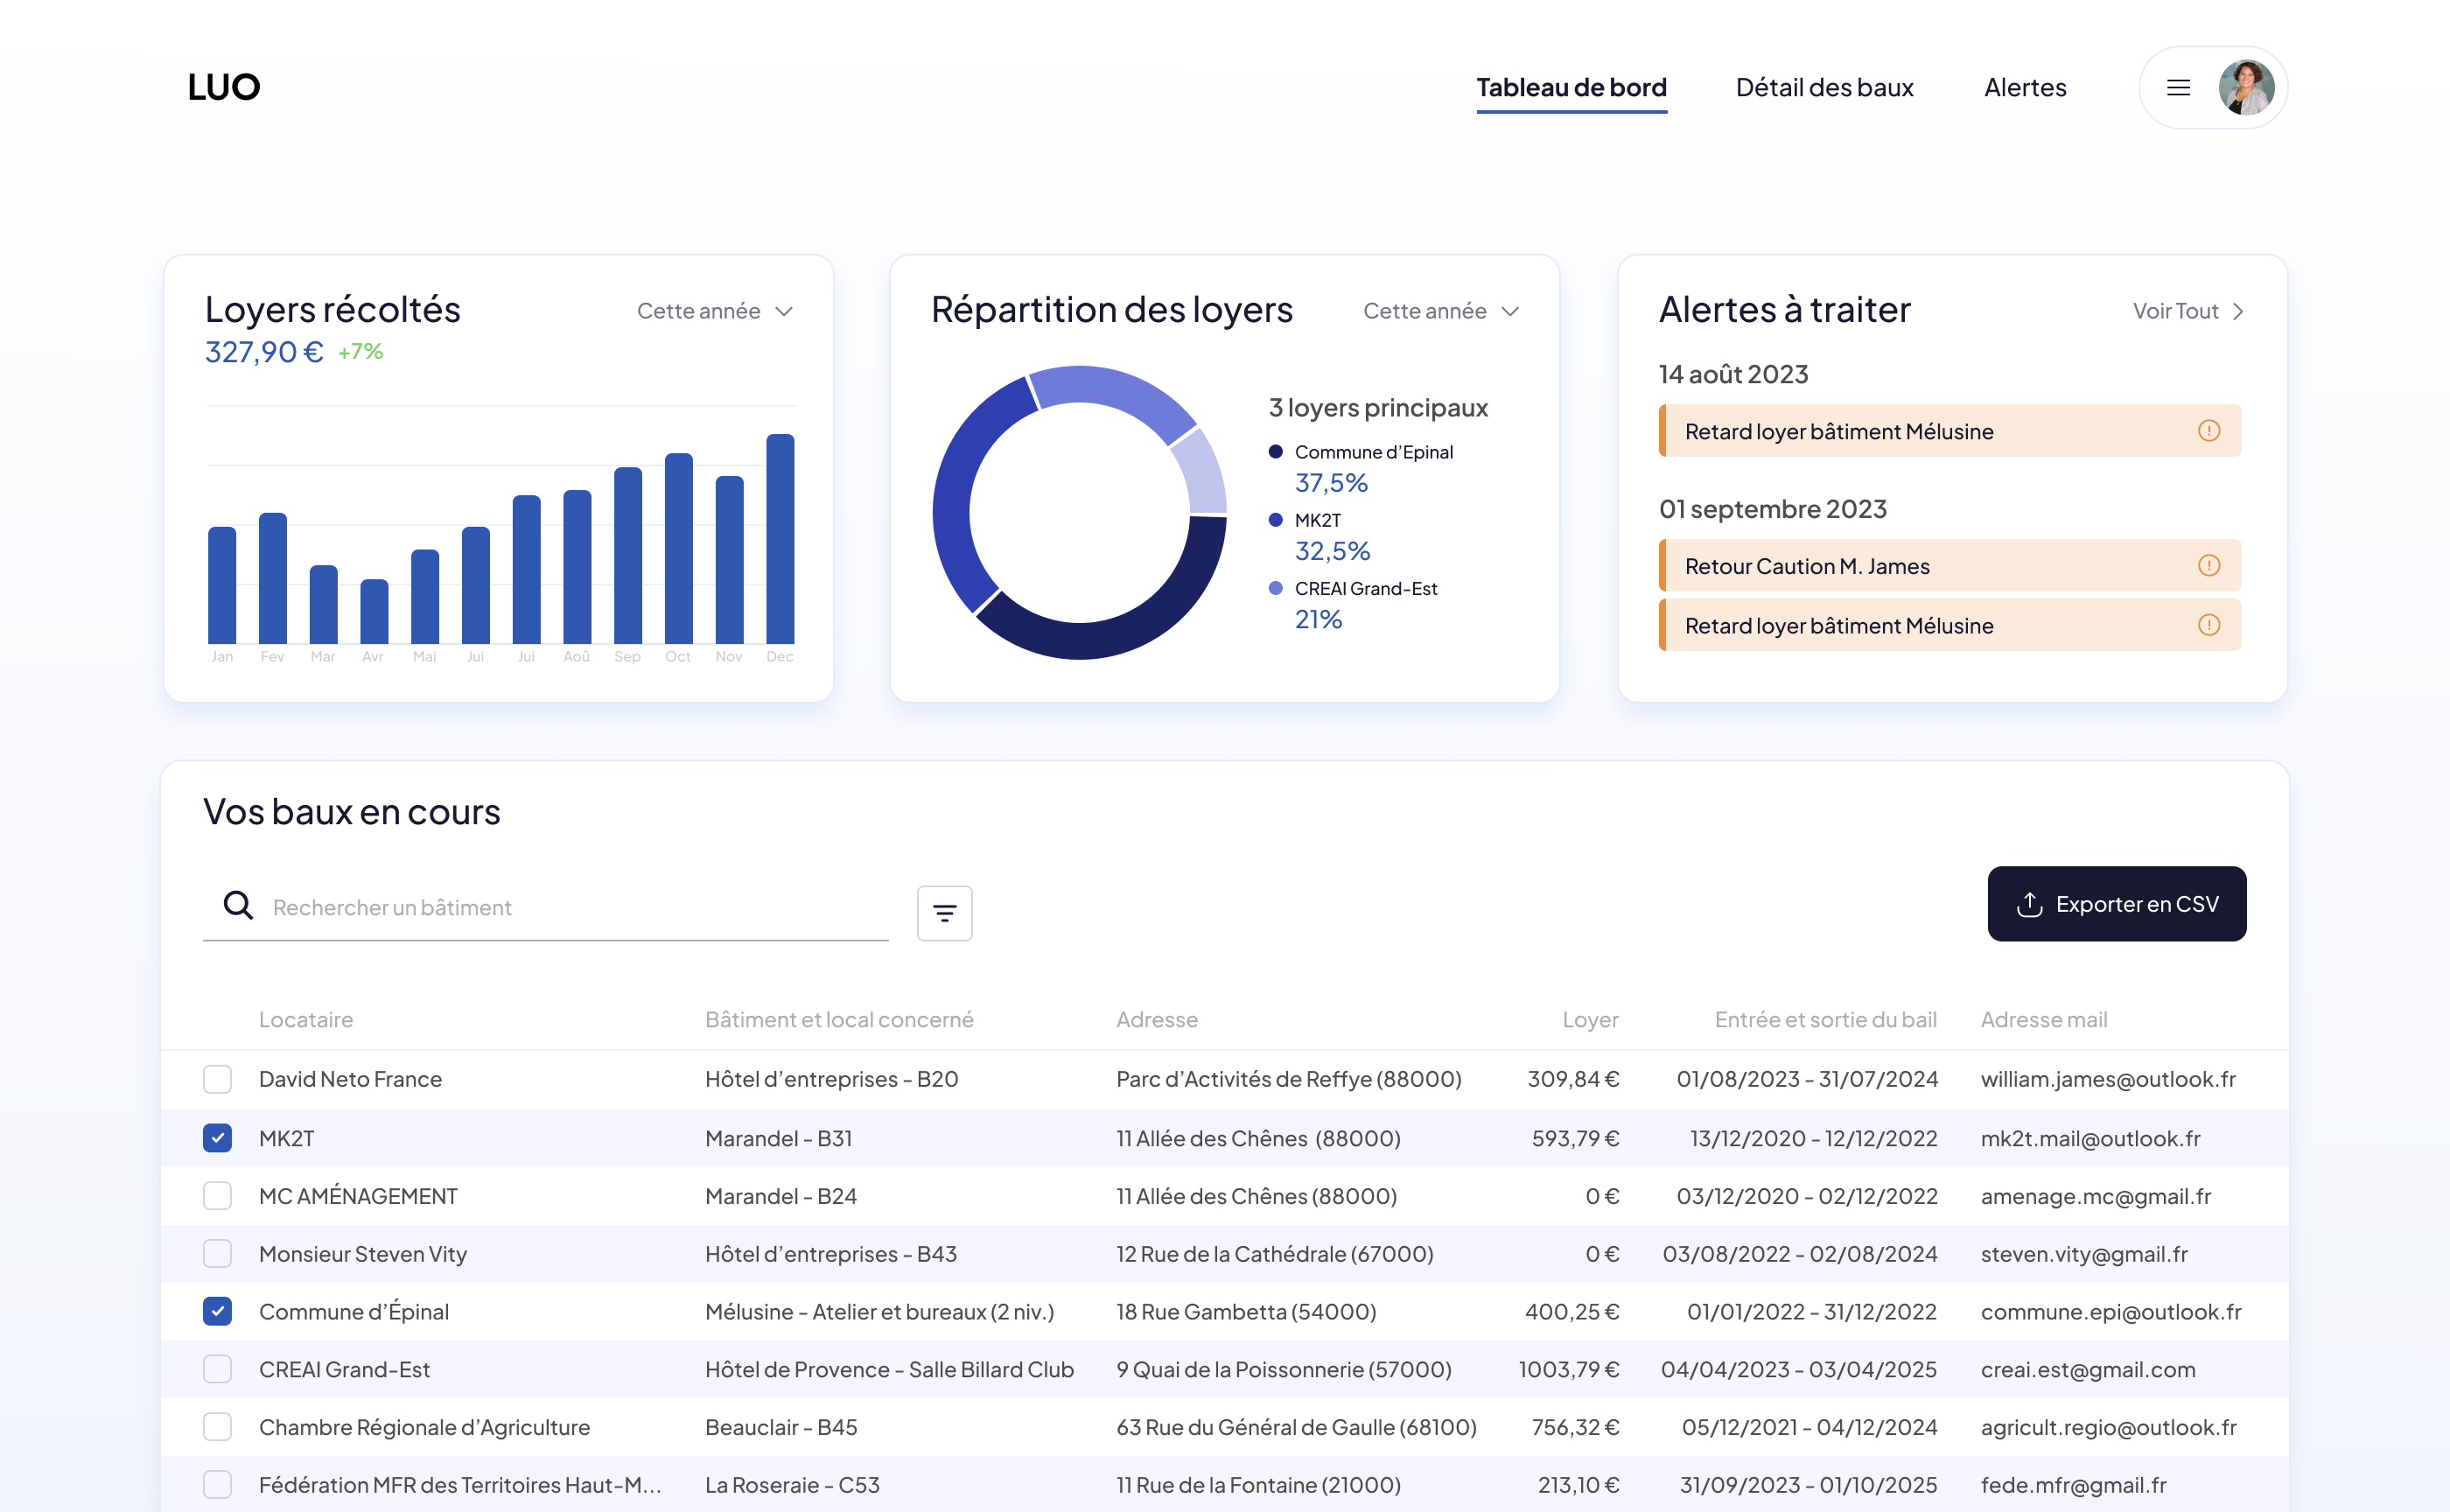 LUO
Tableau de bord
Détail des baux
Alertes
Loyers récoltés
Cette année
327,90 € +7%
Jan Fev Mar Avr Mai Jui Jui Aoû Sep Oct Nov Dec
Répartition des loyers
Cette année
3 loyers principaux
Commune d’Epinal
37,5%
MK2T
32,5%
CREAI Grand-Est
21%
Alertes à traiter
Voir Tout
14 août 2023
Retard loyer bâtiment Mélusine
01 septembre 2023
Retour Caution M. James
Retard loyer bâtiment Mélusine
Vos baux en cours
Rechercher un bâtiment
Exporter en CSV
Locataire Bâtiment et local concerné Adresse Loyer Entrée et sortie du bail Adresse mail
David Neto France Hôtel d’entreprises - B20 Parc d’Activités de Reffye (88000) 309,84 € 01/08/2023 - 31/07/2024 william.james@outlook.fr
MK2T Marandel - B31 11 Allée des Chênes (88000) 593,79 € 13/12/2020 - 12/12/2022 mk2t.mail@outlook.fr
MC AMÉNAGEMENT Marandel - B24 11 Allée des Chênes (88000) 0 € 03/12/2020 - 02/12/2022 amenage.mc@gmail.fr
Monsieur Steven Vity Hôtel d’entreprises - B43 12 Rue de la Cathédrale (67000) 0 € 03/08/2022 - 02/08/2024 steven.vity@gmail.fr
Commune d’Épinal Mélusine - Atelier et bureaux (2 niv.) 18 Rue Gambetta (54000) 400,25 € 01/01/2022 - 31/12/2022 commune.epi@outlook.fr
CREAI Grand-Est Hôtel de Provence - Salle Billard Club 9 Quai de la Poissonnerie (57000) 1003,79 € 04/04/2023 - 03/04/2025 creai.est@gmail.com
Chambre Régionale d’Agriculture Beauclair - B45 63 Rue du Général de Gaulle (68100) 756,32 € 05/12/2021 - 04/12/2024 agricult.regio@outlook.fr
Fédération MFR des Territoires Haut-M... La Roseraie - C53 11 Rue de la Fontaine (21000) 213,10 € 31/09/2023 - 01/10/2025 fede.mfr@gmail.fr